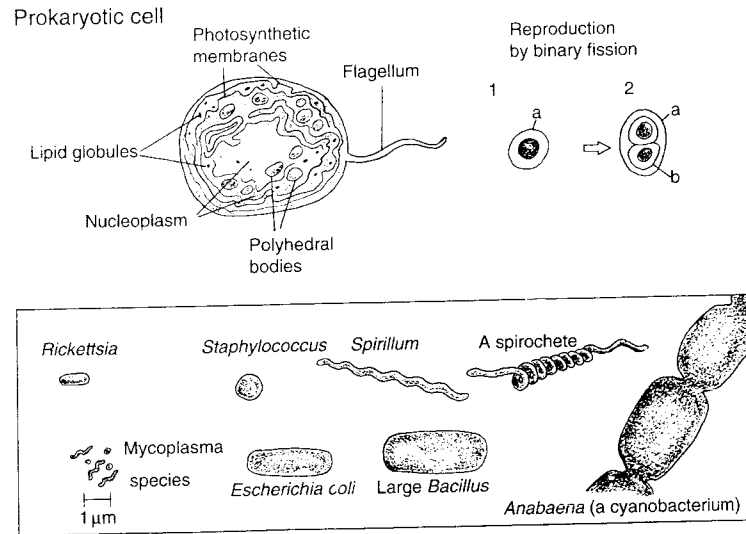 Prokaryotic cell
Photosynthetic
membranes
Flagellum
Lipid globules
Nucleoplasm
Polyhedral
bodies
Reproduction
by binary fission
1
a
2
a
b
Rickettsia
Staphylococcus
Spirillum
A spirochete
Mycoplasma
species
1 μm
Escherichia coli
Large Bacillus
Anabaena (a cyanobacterium)